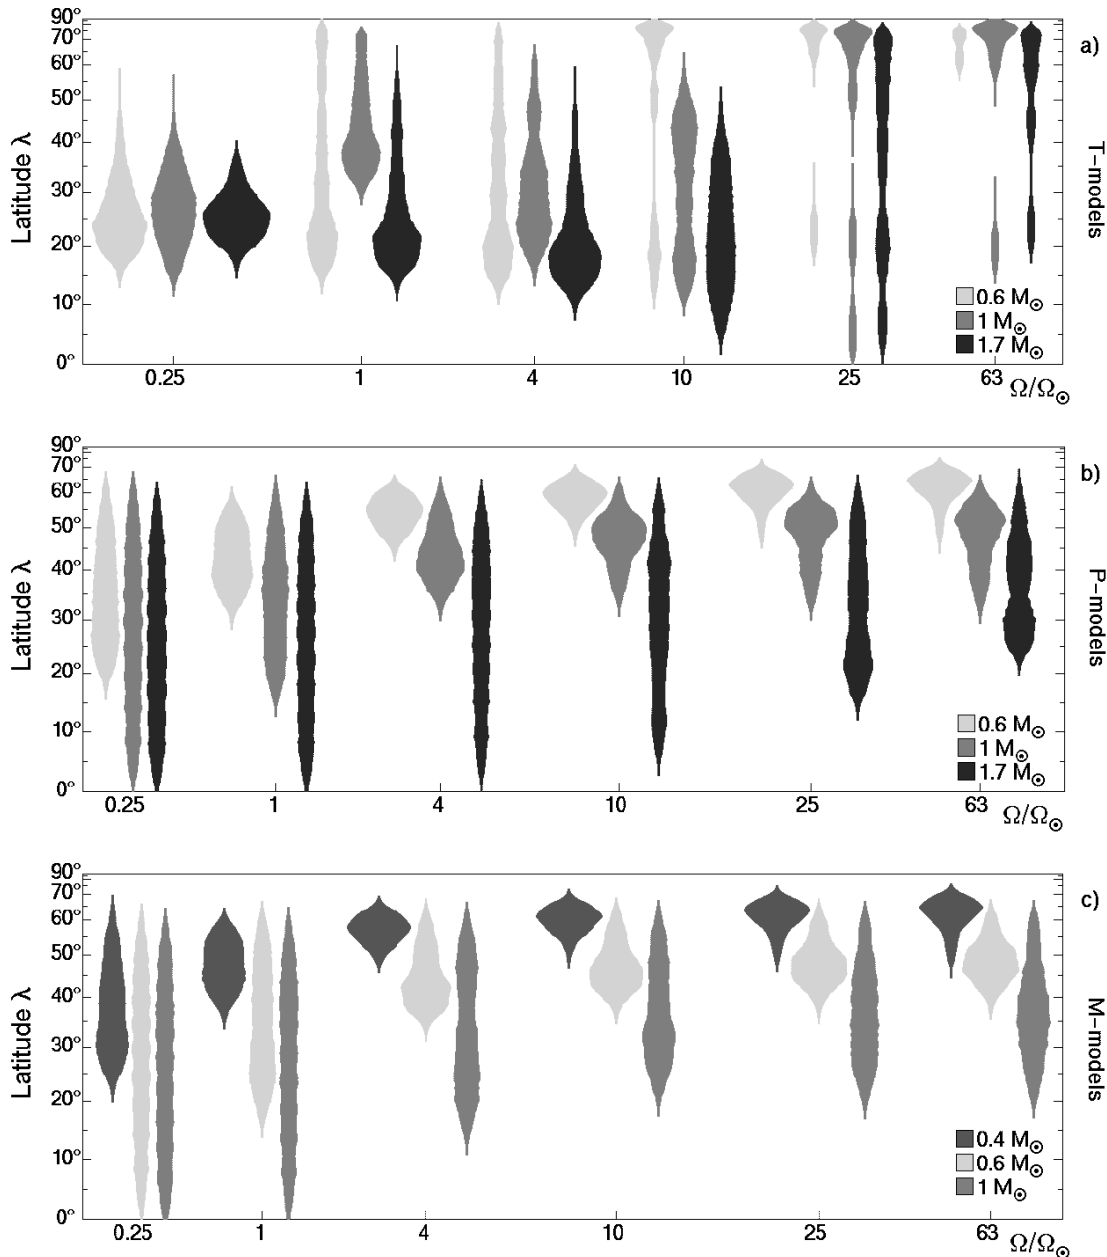 90°
70°
60°
50°
40°
30°
20°
10°
0°
Latitude λ
a)
T-models
0.6 M⊙
1 M⊙
1.7 M⊙
0.25 1 4 10 25 63 Ω/Ω⊙
90°
70°
60°
50°
40°
30°
20°
10°
0°
Latitude λ
b)
P-models
0.6 M⊙
1 M⊙
1.7 M⊙
0.25 1 4 10 25 63 Ω/Ω⊙
90°
70°
60°
50°
40°
30°
20°
10°
0°
Latitude λ
c)
M-models
0.4 M⊙
0.6 M⊙
1 M⊙
0.25 1 4 10 25 63 Ω/Ω⊙